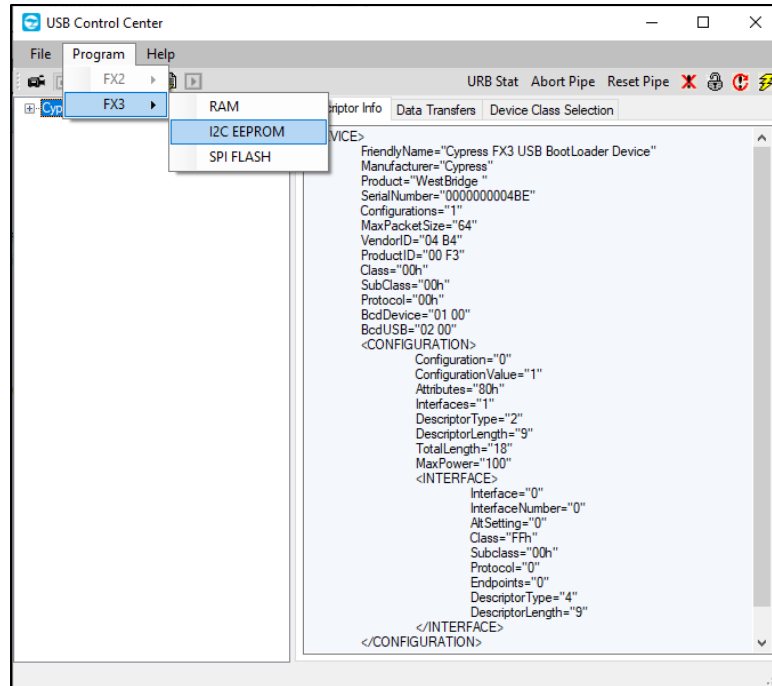 USB Control Center
File Program Help
URB Stat Abort Pipe Reset Pipe
FX2
FX3
RAM
I2C EEPROM
SPI FLASH
Cyp
riptor Info Data Transfers Device Class Selection
VICE>
FriendlyName="Cypress FX3 USB BootLoader Device"
Manufacturer="Cypress"
Product="WestBridge "
SerialNumber="0000000004BE"
Configurations="1"
MaxPacketSize="64"
VendorID="04 B4"
ProductID="00 F3"
Class="00h"
SubClass="00h"
Protocol="00h"
BcdDevice="01 00"
BcdUSB="02 00"
<CONFIGURATION>
Configuration="0"
ConfigurationValue="1"
Attributes="80h"
Interfaces="1"
DescriptorType="2"
DescriptorLength="9"
TotalLength="18"
MaxPower="100"
<INTERFACE>
Interface="0"
InterfaceNumber="0"
AltSetting="0"
Class="FFh"
Subclass="00h"
Protocol="0"
Endpoints="0"
DescriptorType="4"
DescriptorLength="9"
</INTERFACE>
</CONFIGURATION>